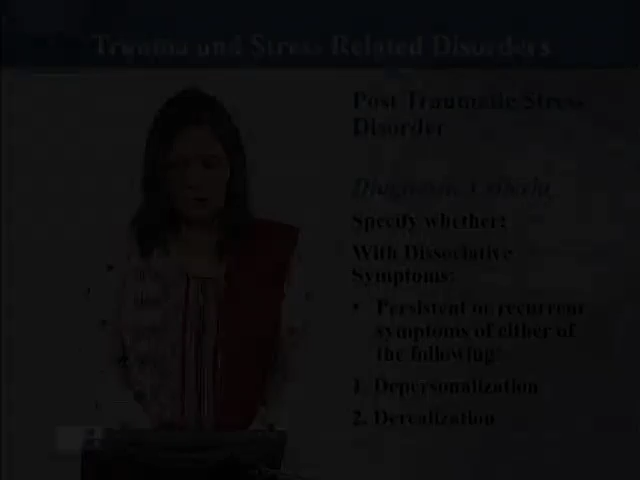 Trauma and Stress Related Disorders
Post Traumatic Stress
Disorder
Diagnostic Criteria
Specify whether:
With Dissociative
Symptoms:
• Persistent or recurrent
symptoms of either of
the following:
1. Depersonalization
2. Derealization